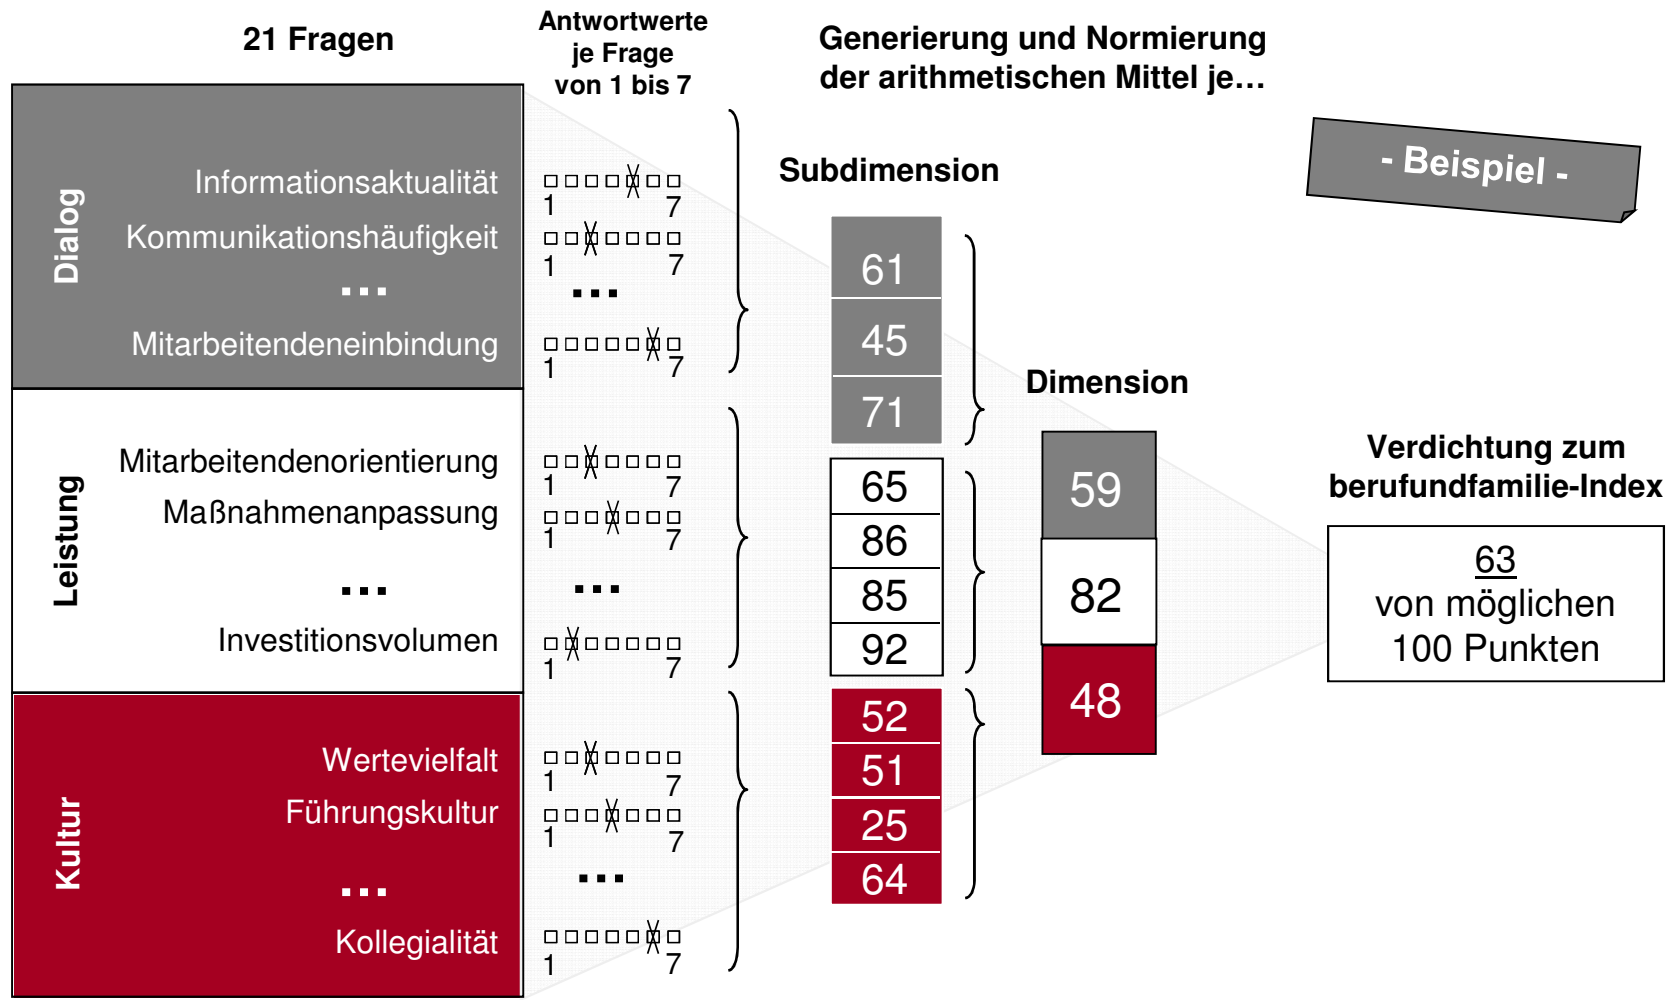 21 Fragen
Antwortwerte
je Frage
von 1 bis 7
Generierung und Normierung
der arithmetischen Mittel je…
- Beispiel -
Dialog
Informationsaktualität
1 7
Kommunikationshäufigkeit
1 7
... ...
Mitarbeitendeneinbindung
1 7
Leistung
Mitarbeitendenorientierung
1 7
Maßnahmenanpassung
1 7
... ...
Investitionsvolumen
1 7
Kultur
Wertevielfalt
1 7
Führungskultur
1 7
... ...
Kollegialität
1 7
Subdimension
61
45
71
65
86
85
92
52
51
25
64
Dimension
59
82
48
Verdichtung zum
berufundfamilie-Index
63
von möglichen
100 Punkten